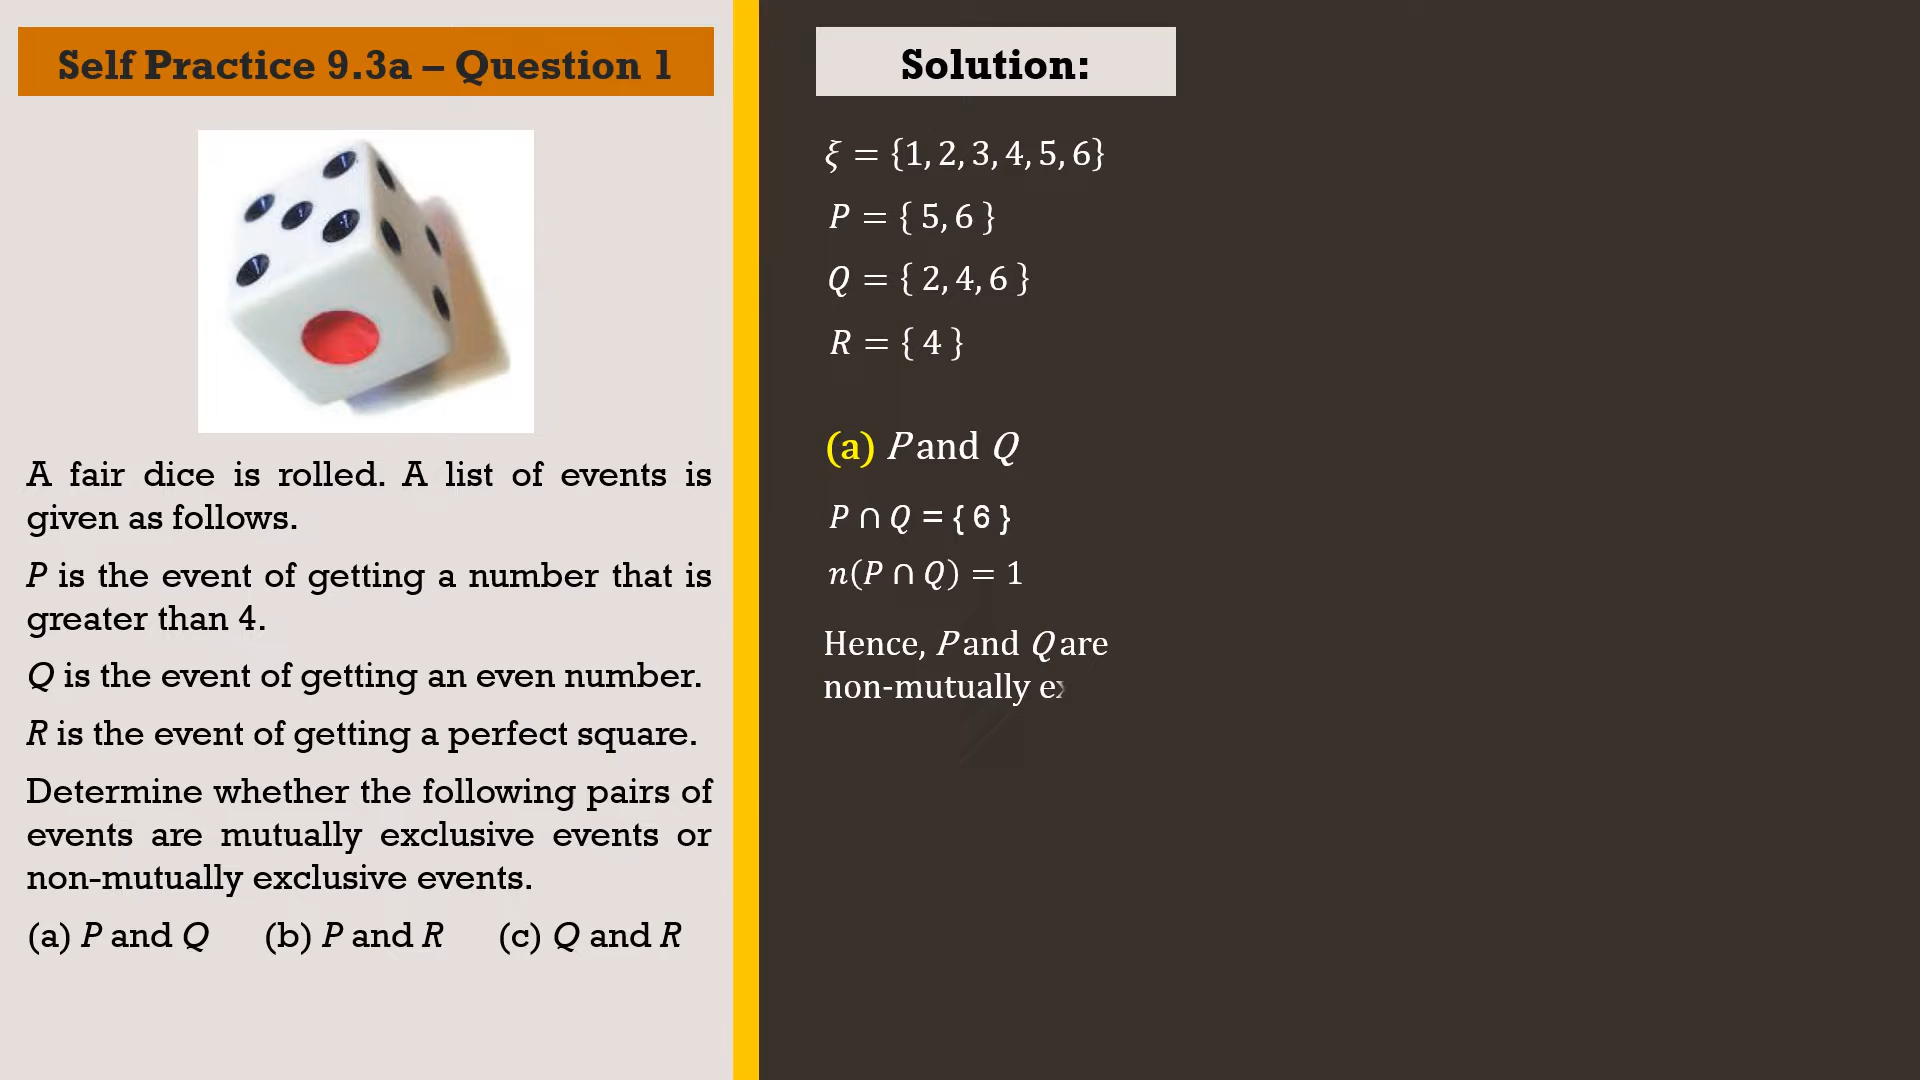 Self Practice 9.3a – Question 1
A fair dice is rolled. A list of events is
given as follows.
P is the event of getting a number that is
greater than 4.
Q is the event of getting an even number.
R is the event of getting a perfect square.
Determine whether the following pairs of
events are mutually exclusive events or
non-mutually exclusive events.
(a) P and Q (b) P and R (c) Q and R
Solution:
ξ = {1, 2, 3, 4, 5, 6}
P = { 5, 6 }
Q = { 2, 4, 6 }
R = { 4 }
(a) P and Q
P ∩ Q = { 6 }
n(P ∩ Q) = 1
Hence, P and Q are
non-mutually